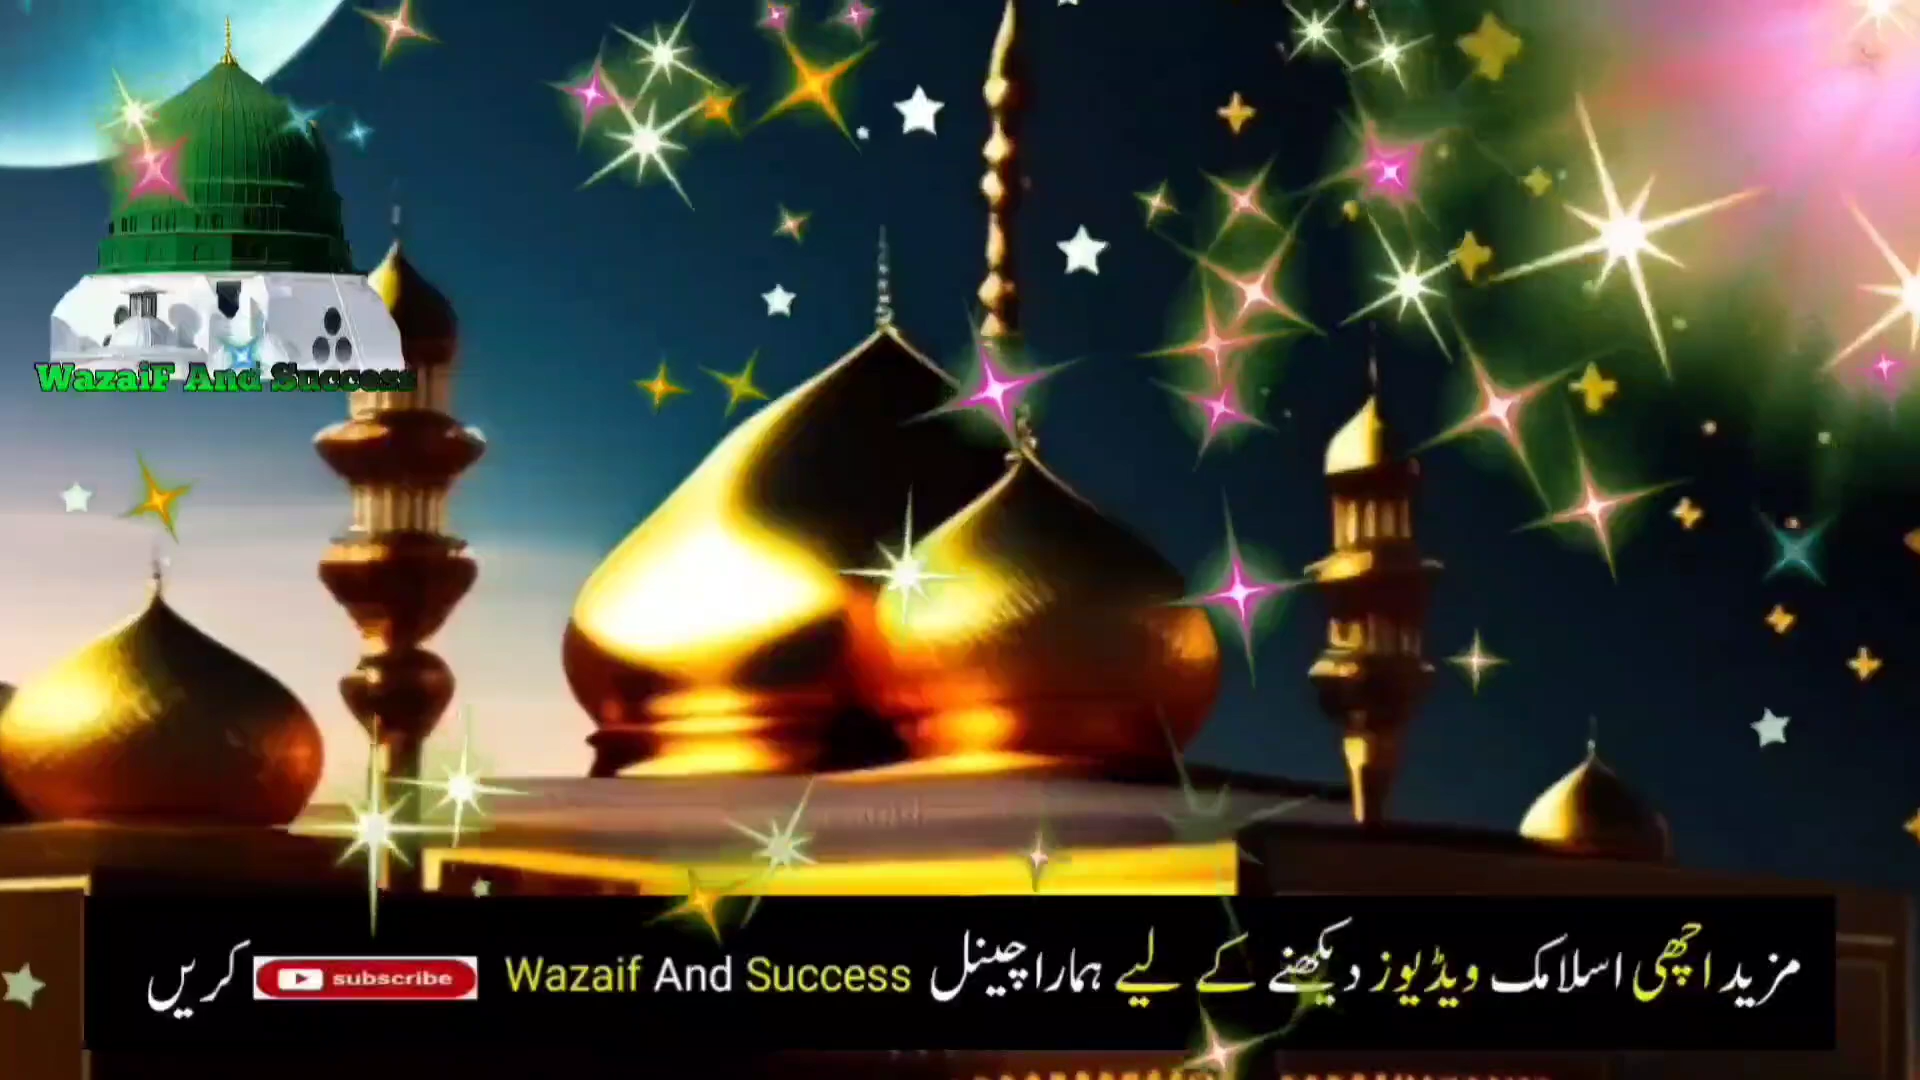 WazaiF And Success
مزید اچھی اسلامک ویڈیوز دیکھنے کے لیے ہمارا چینل Wazaif And Success subscribe کریں